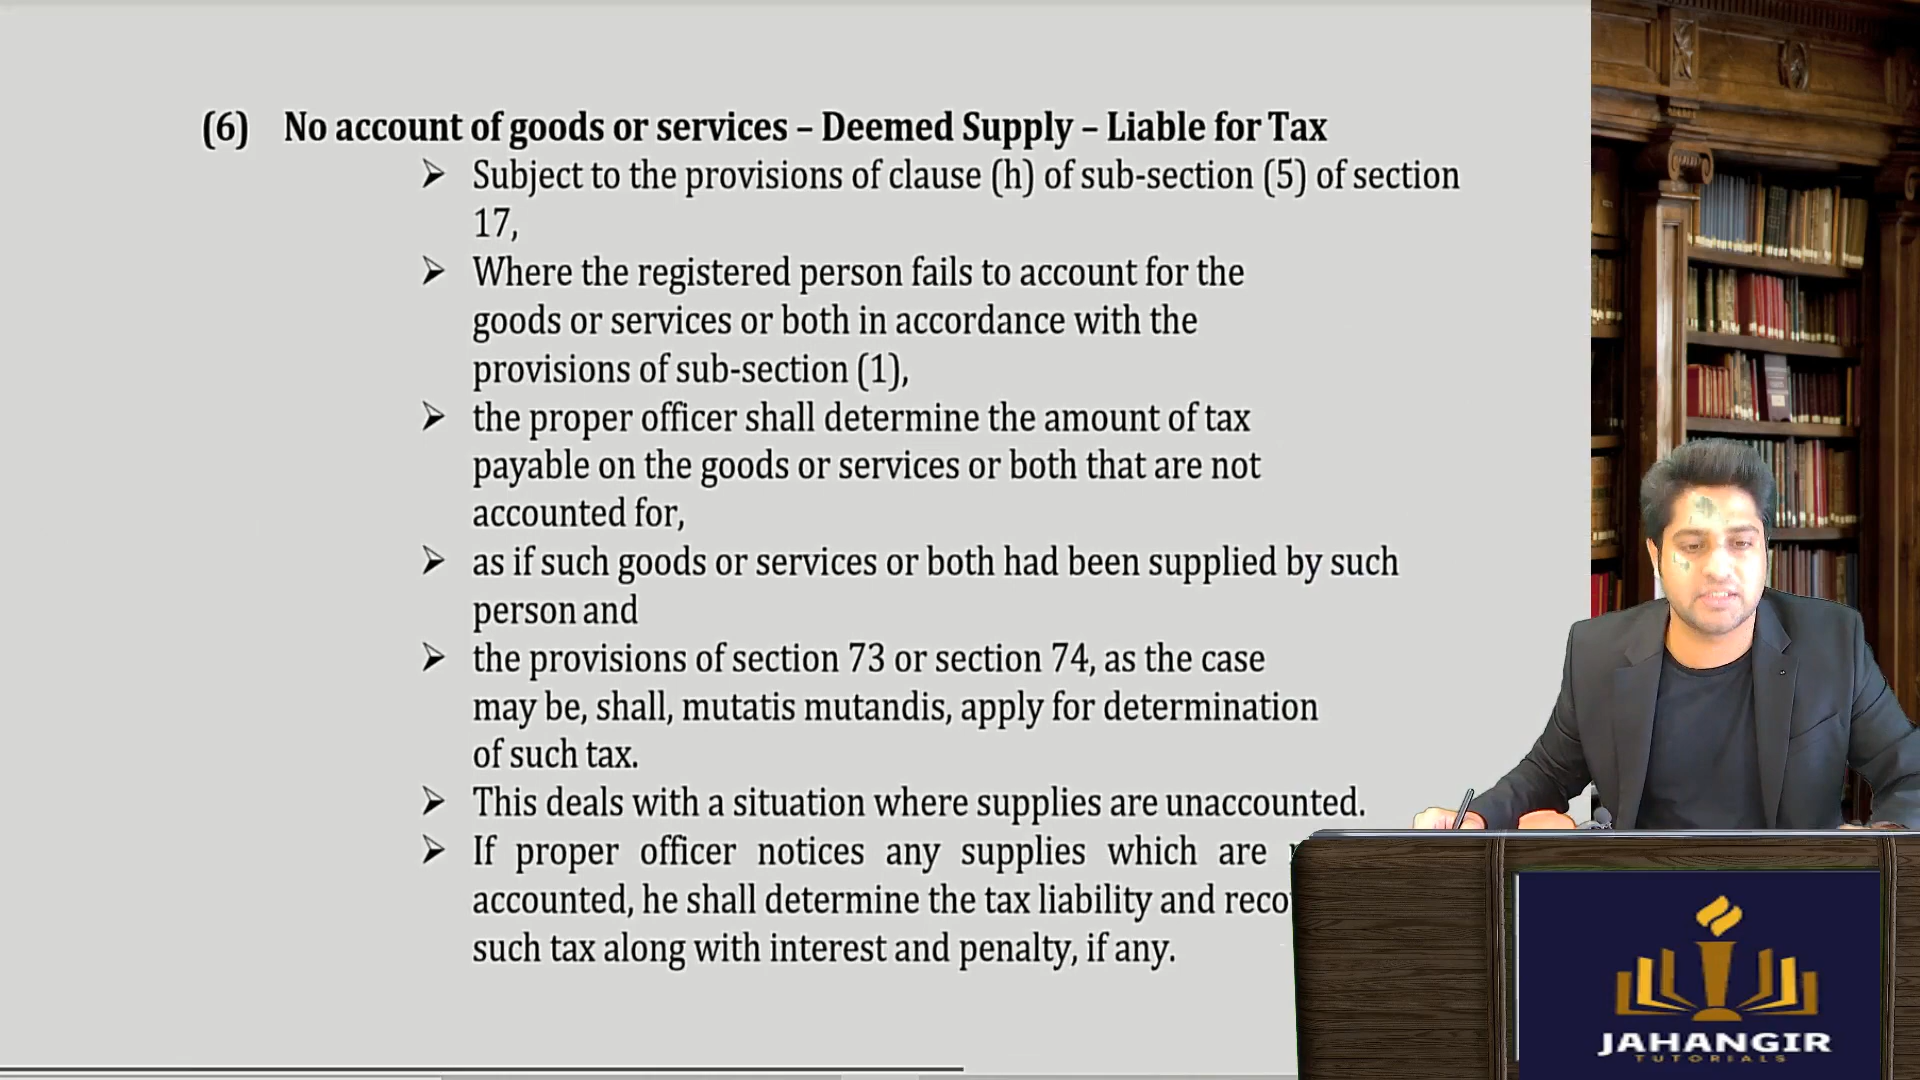 (6) No account of goods or services – Deemed Supply – Liable for Tax
➢ Subject to the provisions of clause (h) of sub-section (5) of section
17,
➢ Where the registered person fails to account for the
goods or services or both in accordance with the
provisions of sub-section (1),
➢ the proper officer shall determine the amount of tax
payable on the goods or services or both that are not
accounted for,
➢ as if such goods or services or both had been supplied by such
person and
➢ the provisions of section 73 or section 74, as the case
may be, shall, mutatis mutandis, apply for determination
of such tax.
➢ This deals with a situation where supplies are unaccounted.
➢ If proper officer notices any supplies which are
accounted, he shall determine the tax liability and
such tax along with interest and penalty, if any.
JAHANGIR
TUTORIALS